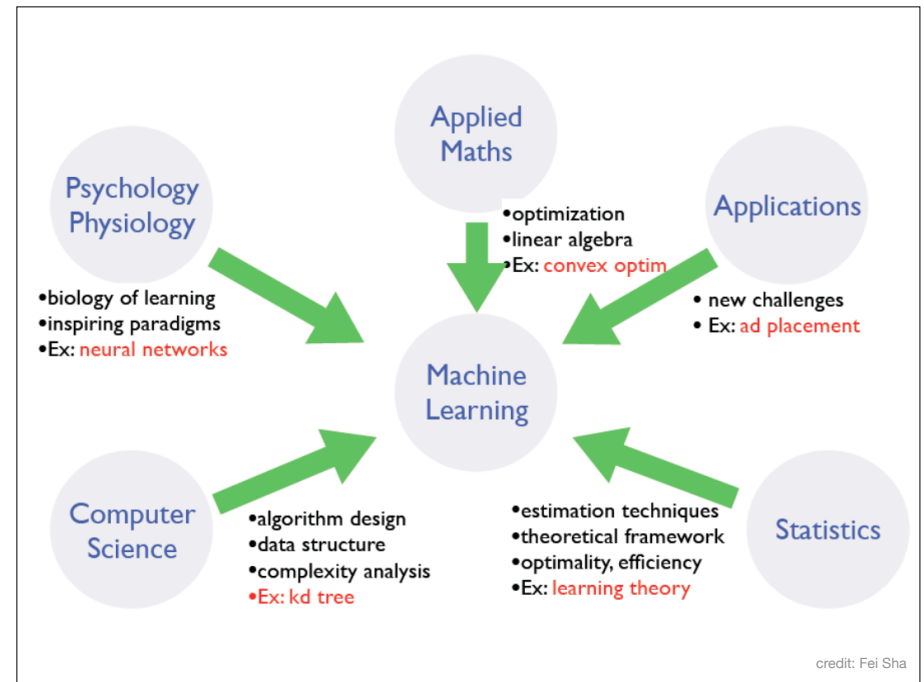 Applied
Maths
Psychology
Physiology
Applications
•optimization
•linear algebra
•Ex: convex optim
•biology of learning
•inspiring paradigms
•Ex: neural networks
• new challenges
• Ex: ad placement
Machine
Learning
Computer
Science
•algorithm design
•data structure
•complexity analysis
•Ex: kd tree
•estimation techniques
•theoretical framework
•optimality, efficiency
•Ex: learning theory
Statistics
credit: Fei Sha